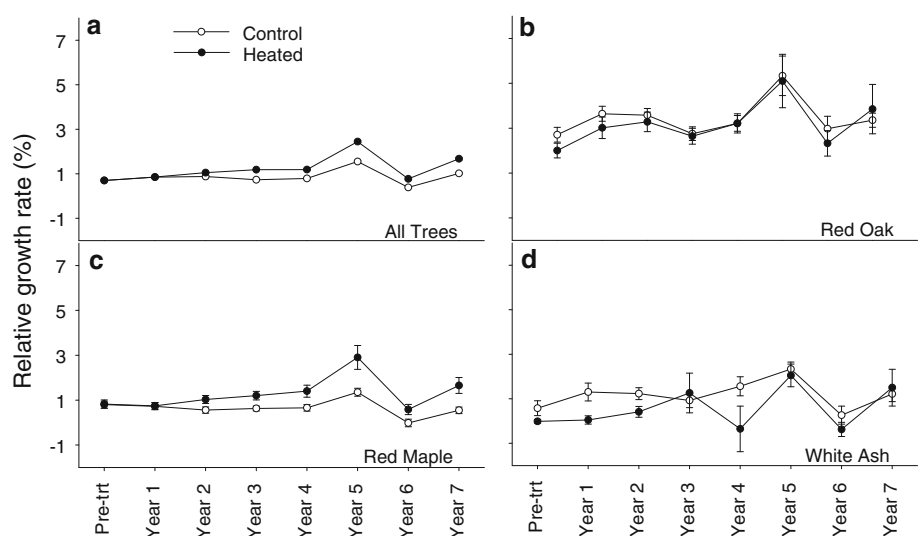 a
Control
Heated
7
5
3
1
-1
All Trees
b
Red Oak
Relative growth rate (%)
c
7
5
3
1
-1
Red Maple
d
White Ash
Pre-trt
Year 1
Year 2
Year 3
Year 4
Year 5
Year 6
Year 7
Pre-trt
Year 1
Year 2
Year 3
Year 4
Year 5
Year 6
Year 7